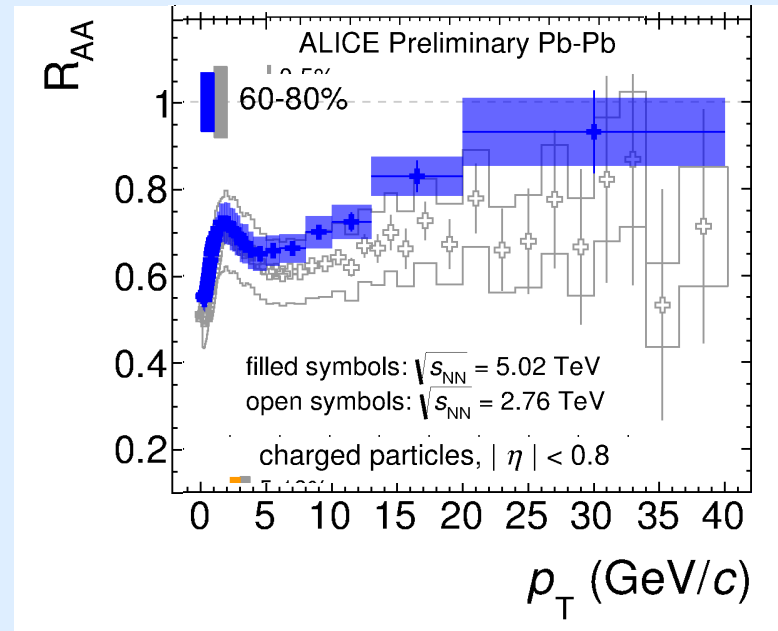 R_AA
ALICE Preliminary Pb-Pb
60-80%
1
0.8
0.6
0.4
0.2
filled symbols: √s_NN = 5.02 TeV
open symbols: √s_NN = 2.76 TeV
charged particles, | η | < 0.8
0 5 10 15 20 25 30 35 40
p_T (GeV/c)